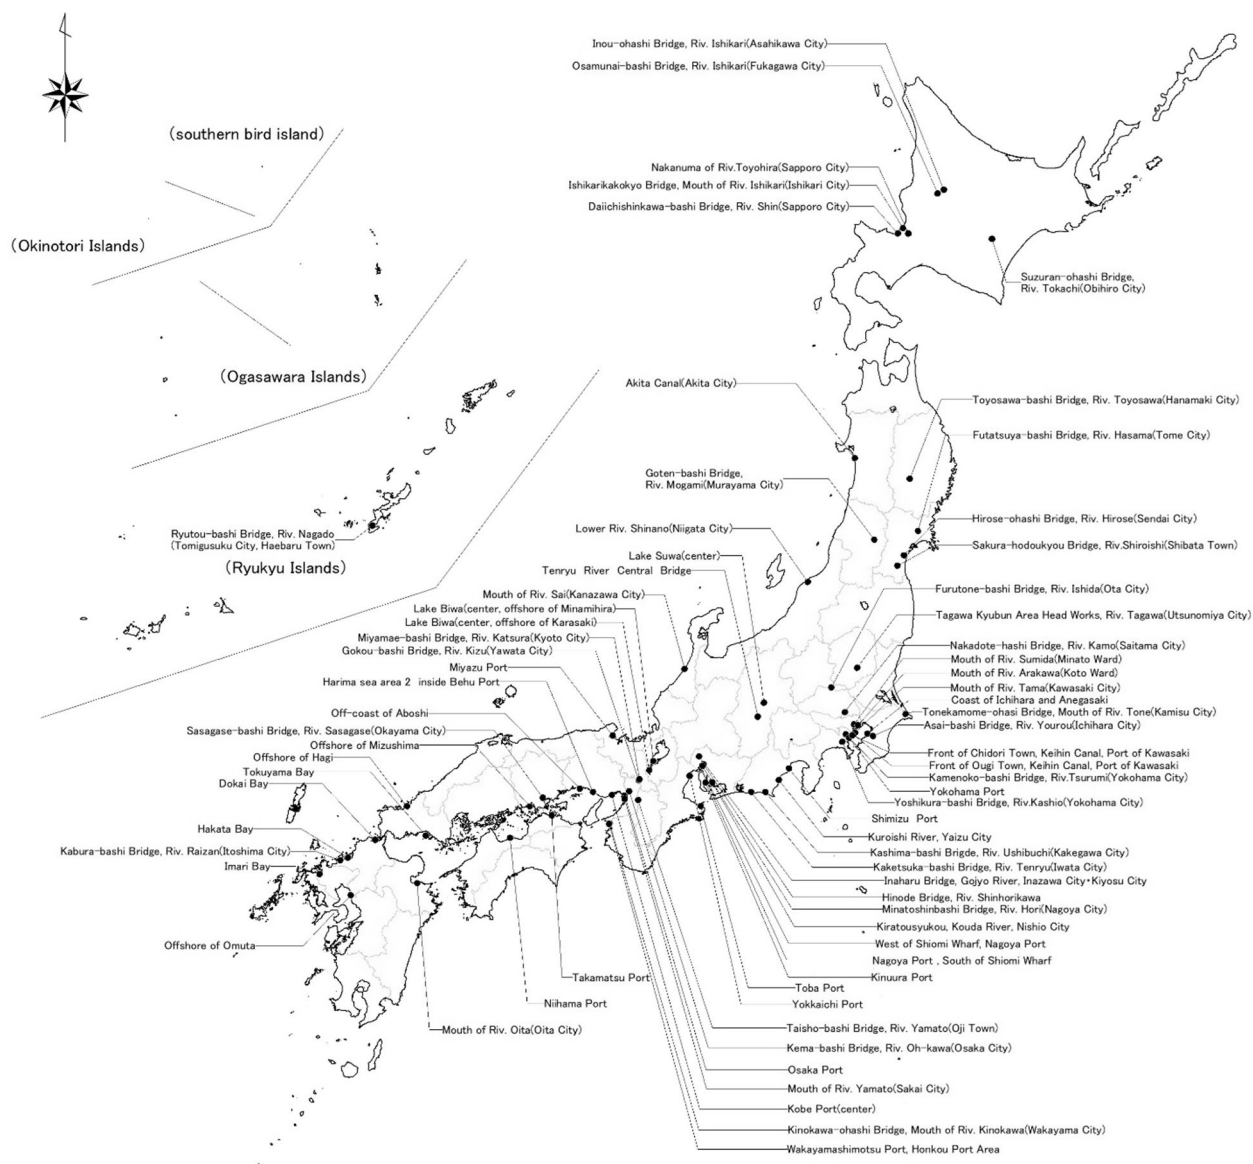 Inou-ohashi Bridge, Riv. Ishikari(Asahikawa City)
Osamunai-bashi Bridge, Riv. Ishikari(Fukagawa City)
(southern bird island)
Nakanuma of Riv.Toyohira(Sapporo City)
Ishikarikakokyo Bridge, Mouth of Riv. Ishikari(Ishikari City)
Daiichishinkawa-bashi Bridge, Riv. Shin(Sapporo City)
(Okinotori Islands)
Suzuran-ohashi Bridge,
Riv. Tokachi(Obihiro City)
(Ogasawara Islands)
Akita Canal(Akita City)
Toyosawa-bashi Bridge, Riv. Toyosawa(Hanamaki City)
Futatsuya-bashi Bridge, Riv. Hasama(Tome City)
Goten-bashi Bridge,
Riv. Mogami(Murayama City)
Hirose-ohashi Bridge, Riv. Hirose(Sendai City)
Lower Riv. Shinano(Niigata City)
Ryutou-bashi Bridge, Riv. Nagado
(Tomigusuku City, Haebaru Town)
Sakura-hodoukyou Bridge, Riv.Shiroishi(Shibata Town)
Lake Suwa(center)
(Ryukyu Islands)
Tenryu River Central Bridge
Furutone-bashi Bridge, Riv. Ishida(Ota City)
Mouth of Riv. Sai(Kanazawa City)
Lake Biwa(center, offshore of Minamihira)
Tagawa Kyubun Area Head Works, Riv. Tagawa(Utsunomiya City)
Lake Biwa(center, offshore of Karasaki)
Miyamae-bashi Bridge, Riv. Katsura(Kyoto City)
Nakadote-hashi Bridge, Riv. Kamo(Saitama City)
Gokou-bashi Bridge, Riv. Kizu(Yawata City)
Mouth of Riv. Sumida(Minato Ward)
Miyazu Port
Mouth of Riv. Arakawa(Koto Ward)
Harima sea area 2 inside Behu Port
Mouth of Riv. Tama(Kawasaki City)
Coast of Ichihara and Anegasaki
Off-coast of Aboshi
Tonekamome-ohasi Bridge, Mouth of Riv. Tone(Kamisu City)
Asai-bashi Bridge, Riv. Yourou(Ichihara City)
Sasagase-bashi Bridge, Riv. Sasagase(Okayama City)
Offshore of Mizushima
Front of Chidori Town, Keihin Canal, Port of Kawasaki
Offshore of Hagi
Front of Ougi Town, Keihin Canal, Port of Kawasaki
Tokuyama Bay
Kamenoko-bashi Bridge, Riv.Tsurumi(Yokohama City)
Dokai Bay
Yokohama Port
Yoshikura-bashi Bridge, Riv.Kashio(Yokohama City)
Shimizu Port
Hakata Bay
Kuroishi River, Yaizu City
Kabura-bashi Bridge, Riv. Raizan(Itoshima City)
Kashima-bashi Brigde, Riv. Ushibuchi(Kakegawa City)
Imari Bay
Kaketsuka-bashi Bridge, Riv. Tenryu(Iwata City)
Inaharu Bridge, Gojyo River, Inazawa City・Kiyosu City
Hinode Bridge, Riv. Shinhorikawa
Minatoshinbashi Bridge, Riv. Hori(Nagoya City)
Kiratousyukou, Kouda River, Nishio City
Offshore of Omuta
West of Shiomi Wharf, Nagoya Port
Nagoya Port , South of Shiomi Wharf
Takamatsu Port
Kinuura Port
Toba Port
Niihama Port
Yokkaichi Port
Mouth of Riv. Oita(Oita City)
Taisho-bashi Bridge, Riv. Yamato(Oji Town)
Kema-bashi Bridge, Riv. Oh-kawa(Osaka City)
Osaka Port
Mouth of Riv. Yamato(Sakai City)
Kobe Port(center)
Kinokawa-ohashi Bridge, Mouth of Riv. Kinokawa(Wakayama City)
Wakayamashimotsu Port, Honkou Port Area